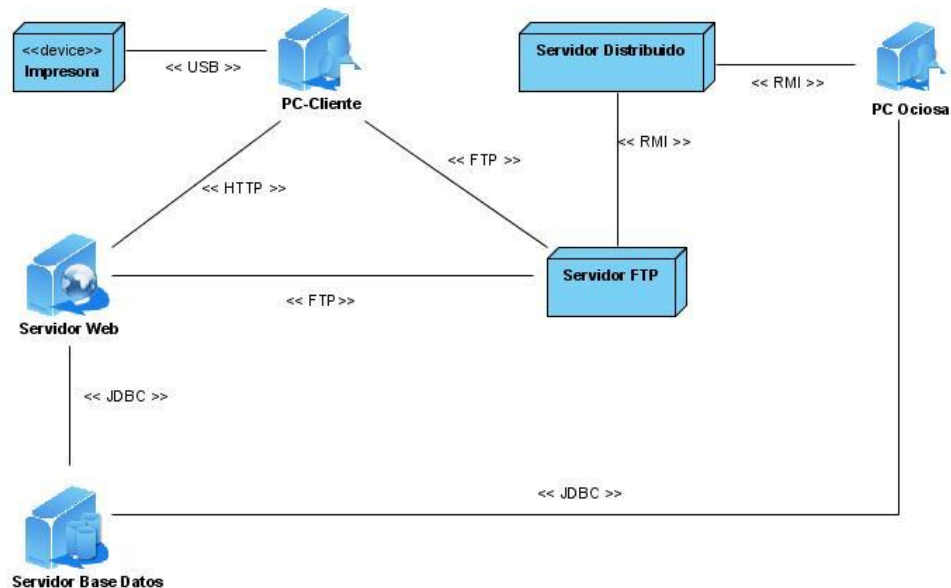 <<device>>
Impresora
<< USB >>
PC-Cliente
Servidor Distribuido
<< RMI >>
PC Ociosa
<< RMI >>
<< FTP >>
<< HTTP >>
Servidor Web
<< FTP>>
Servidor FTP
<< JDBC >>
<< JDBC >>
Servidor Base Datos